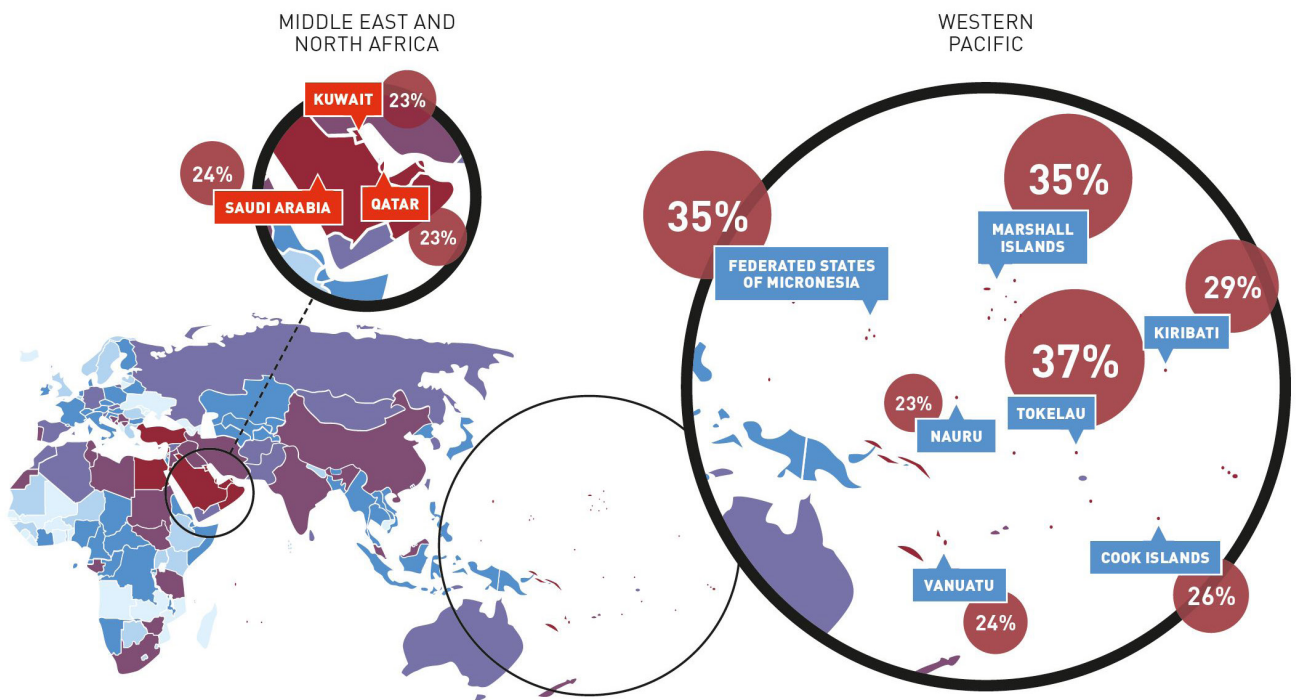 MIDDLE EAST AND
NORTH AFRICA
KUWAIT
23%
24%
SAUDI ARABIA
QATAR
23%
WESTERN
PACIFIC
35%
MARSHALL
ISLANDS
35%
FEDERATED STATES
OF MICRONESIA
29%
KIRIBATI
37%
TOKELAU
23%
NAURU
COOK ISLANDS
26%
VANUATU
24%